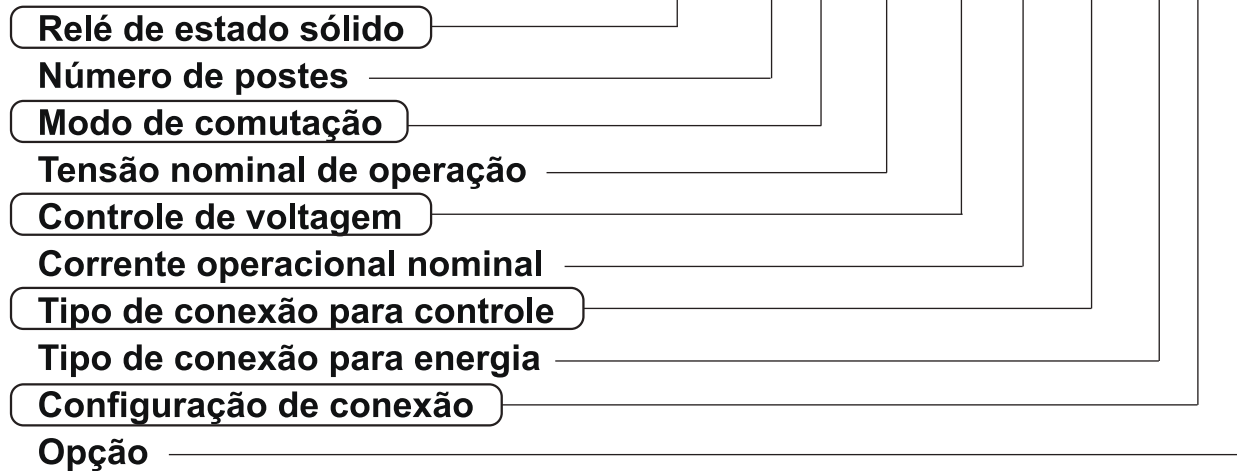 Relé de estado sólido
Número de postes
Modo de comutação
Tensão nominal de operação
Controle de voltagem
Corrente operacional nominal
Tipo de conexão para controle
Tipo de conexão para energia
Configuração de conexão
Opção